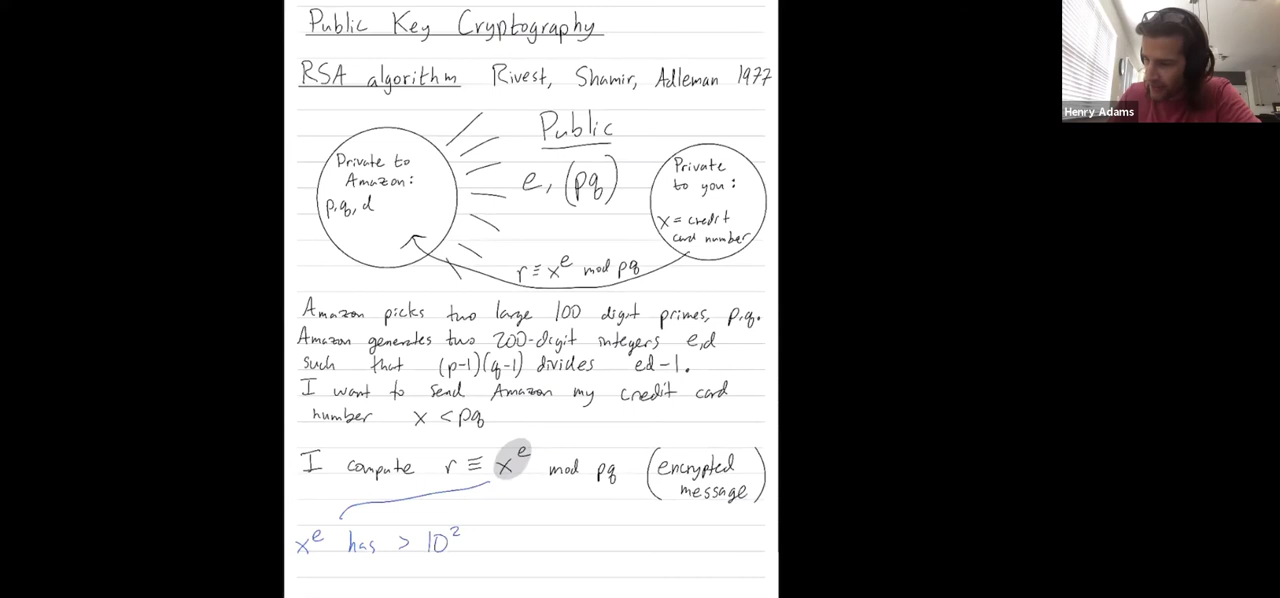 Public Key Cryptography
RSA algorithm Rivest, Shamir, Adleman 1977
Henry Adams
Public
e, (pq)
Private to
Amazon:
p,q, d
Private
to you:
x = credit
card number
r ≡ x^e mod pq
Amazon picks two large 100 digit primes, p,q.
Amazon generates two 200-digit integers e,d
such that (p-1)(q-1) divides ed-1.
I want to send Amazon my credit card
number x < pq
I compute r ≡ x^e mod pq (encrypted
message)
x^e has > 10^2